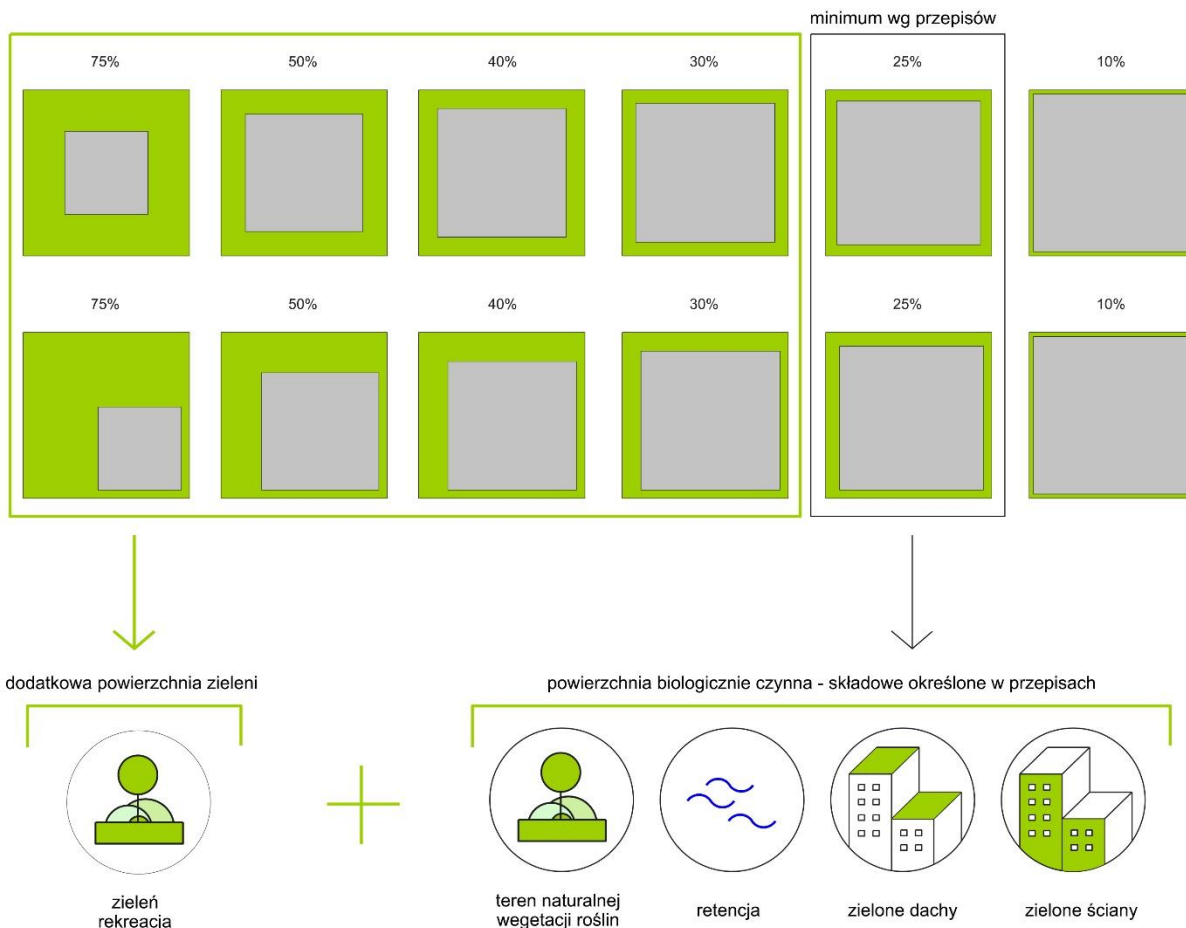 minimum wg przepisów
75%
50%
40%
30%
25%
10%
75%
50%
40%
30%
25%
10%
dodatkowa powierzchnia zieleni
powierzchnia biologicznie czynna - składowe określone w przepisach
zieleń
rekreacia
teren naturalnej
wegetacji roślin
retencja
zielone dachy
zielone ściany